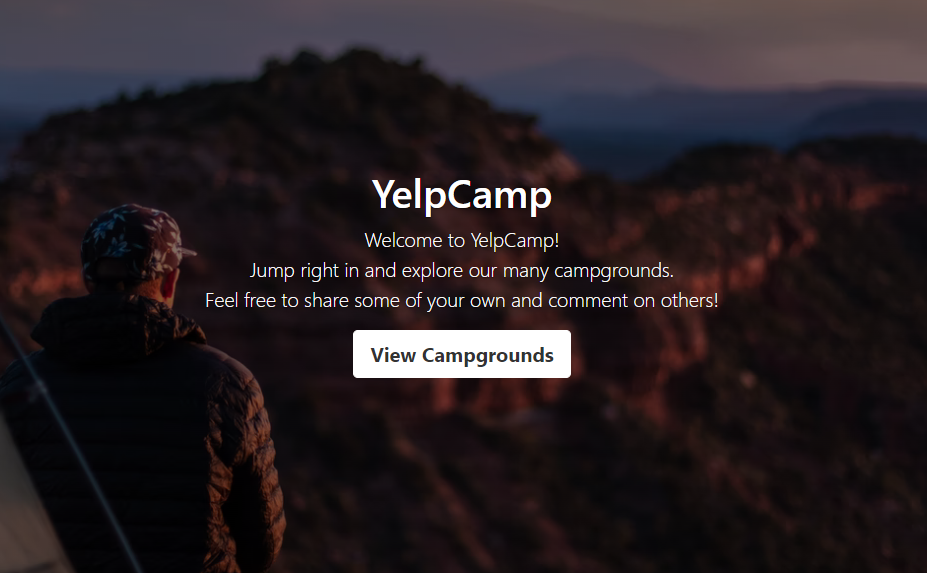 YelpCamp
Welcome to YelpCamp!
Jump right in and explore our many campgrounds.
Feel free to share some of your own and comment on others!
View Campgrounds